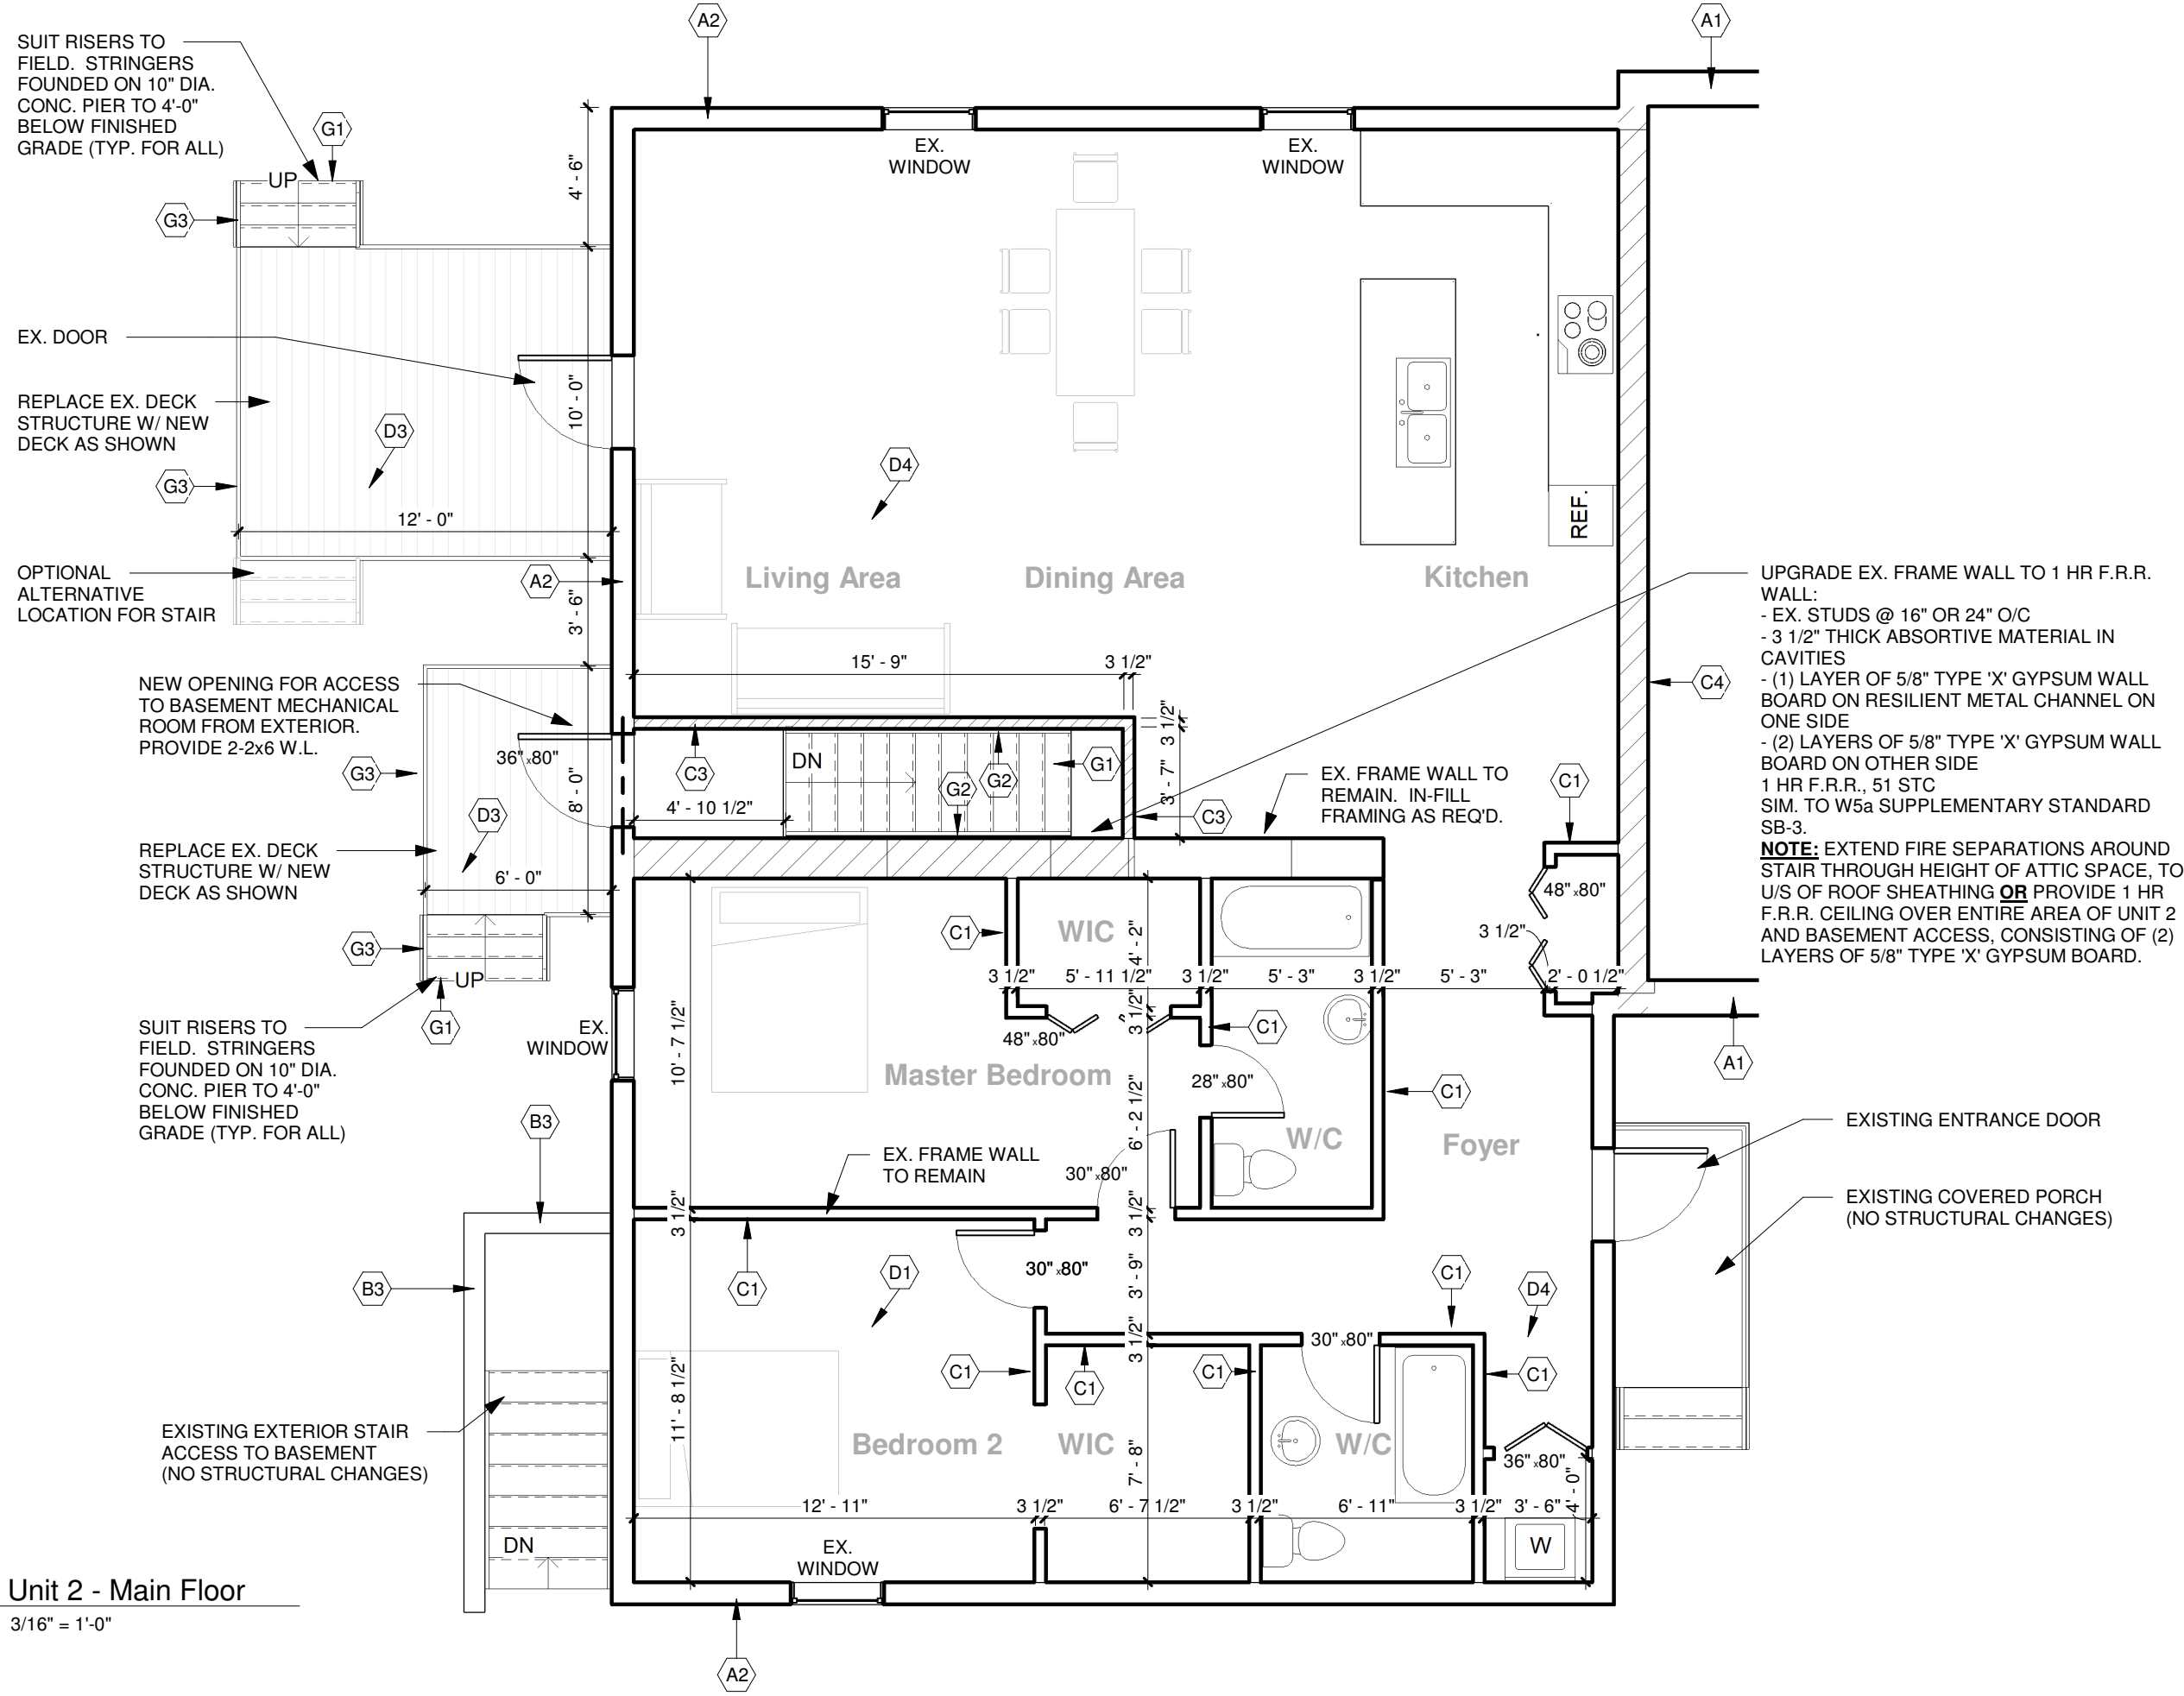 A2
A1
SUIT RISERS TO
FIELD. STRINGERS
FOUNDED ON 10" DIA.
CONC. PIER TO 4'-0"
BELOW FINISHED
GRADE (TYP. FOR ALL)
G1
UP
G3
4' - 6"
EX.
WINDOW
EX.
WINDOW
EX. DOOR
REPLACE EX. DECK
STRUCTURE W/ NEW
DECK AS SHOWN
D3
G3
10' - 0"
12' - 0"
D4
REF.
OPTIONAL
ALTERNATIVE
LOCATION FOR STAIR
A2
3' - 6"
Living Area
Dining Area
Kitchen
15' - 9"
3 1/2"
C4
UPGRADE EX. FRAME WALL TO 1 HR F.R.R.
WALL:
- EX. STUDS @ 16" OR 24" O/C
- 3 1/2" THICK ABSORTIVE MATERIAL IN
CAVITIES
- (1) LAYER OF 5/8" TYPE 'X' GYPSUM WALL
BOARD ON RESILIENT METAL CHANNEL ON
ONE SIDE
- (2) LAYERS OF 5/8" TYPE 'X' GYPSUM WALL
BOARD ON OTHER SIDE
1 HR F.R.R., 51 STC
SIM. TO W5a SUPPLEMENTARY STANDARD
SB-3.
NOTE: EXTEND FIRE SEPARATIONS AROUND
STAIR THROUGH HEIGHT OF ATTIC SPACE, TO
U/S OF ROOF SHEATHING OR PROVIDE 1 HR
F.R.R. CEILING OVER ENTIRE AREA OF UNIT 2
AND BASEMENT ACCESS, CONSISTING OF (2)
LAYERS OF 5/8" TYPE 'X' GYPSUM BOARD.
NEW OPENING FOR ACCESS
TO BASEMENT MECHANICAL
ROOM FROM EXTERIOR.
PROVIDE 2-2x6 W.L.
36"x80"
G3
D3
8' - 0"
C3
DN
G2
G2
G1
4' - 10 1/2"
3 1/2"
3' - 7"
C3
EX. FRAME WALL TO
REMAIN. IN-FILL
FRAMING AS REQ'D.
C1
REPLACE EX. DECK
STRUCTURE W/ NEW
DECK AS SHOWN
6' - 0"
G3
UP
G1
48"x80"
3 1/2"
C1
WIC
4' - 2"
3 1/2"
5' - 11 1/2"
3 1/2"
5' - 3"
3 1/2"
5' - 3"
2' - 0 1/2"
SUIT RISERS TO
FIELD. STRINGERS
FOUNDED ON 10" DIA.
CONC. PIER TO 4'-0"
BELOW FINISHED
GRADE (TYP. FOR ALL)
EX.
WINDOW
10' - 7 1/2"
48"x80"
3 1/2"
C1
Master Bedroom
28"x80"
C1
A1
6' - 2 1/2"
W/C
Foyer
EXISTING ENTRANCE DOOR
B3
EX. FRAME WALL
TO REMAIN
30"x80"
EXISTING COVERED PORCH
(NO STRUCTURAL CHANGES)
3 1/2"
3 1/2"
B3
C1
D1
30"x80"
3' - 9"
C1
D4
3 1/2"
30"x80"
C1
C1
C1
C1
11' - 8 1/2"
EXISTING EXTERIOR STAIR
ACCESS TO BASEMENT
(NO STRUCTURAL CHANGES)
Bedroom 2
WIC
W/C
7' - 8"
36"x80"
4' - 0"
12' - 11"
3 1/2"
6' - 7 1/2"
3 1/2"
6' - 11"
3 1/2"
3' - 6"
DN
EX.
WINDOW
W
Unit 2 - Main Floor
3/16" = 1'-0"
A2